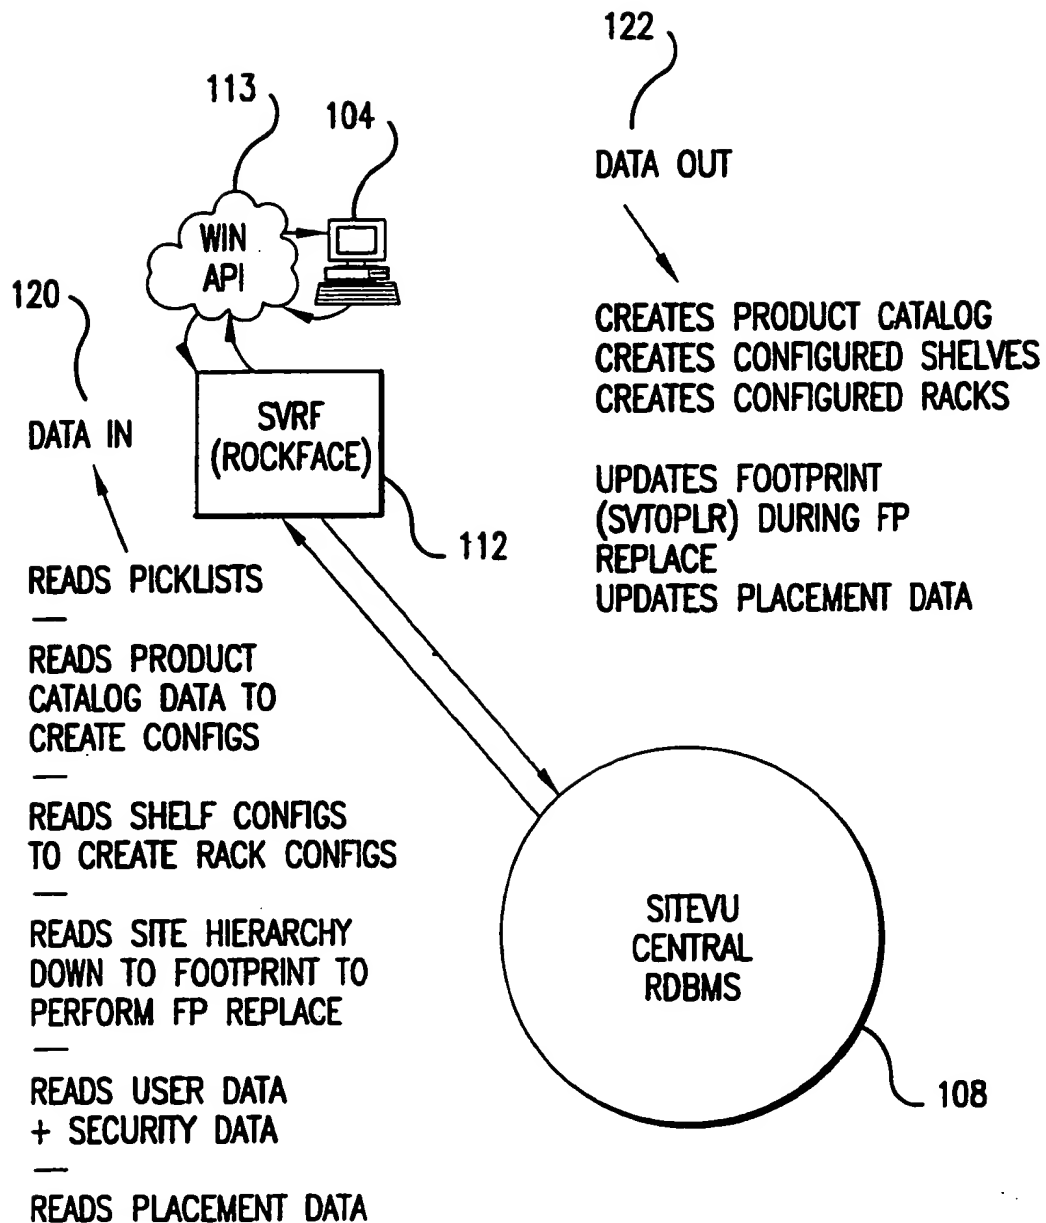 122
113
104
DATA OUT
WIN
API
120
CREATES PRODUCT CATALOG
CREATES CONFIGURED SHELVES
CREATES CONFIGURED RACKS
DATA IN
SVRF
(ROCKFACE)
UPDATES FOOTPRINT
(SVTOPLR) DURING FP
REPLACE
UPDATES PLACEMENT DATA
112
READS PICKLISTS
—
READS PRODUCT
CATALOG DATA TO
CREATE CONFIGS
—
READS SHELF CONFIGS
TO CREATE RACK CONFIGS
—
READS SITE HIERARCHY
DOWN TO FOOTPRINT TO
PERFORM FP REPLACE
—
READS USER DATA
+ SECURITY DATA
—
READS PLACEMENT DATA
SITEVU
CENTRAL
RDBMS
108